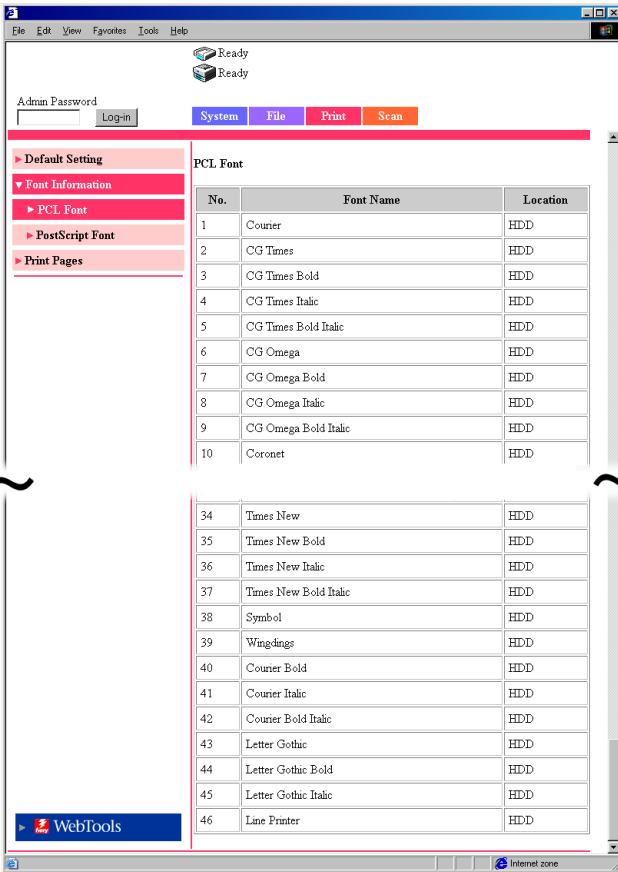 File Edit View Favorites Tools Help
Ready
Ready
Admin Password
Log-in
System File Print Scan
Default Setting
Font Information
PCL Font
PostScript Font
Print Pages
PCL Font
No. Font Name Location
1 Courier HDD
2 CG Times HDD
3 CG Times Bold HDD
4 CG Times Italic HDD
5 CG Times Bold Italic HDD
6 CG Omega HDD
7 CG Omega Bold HDD
8 CG Omega Italic HDD
9 CG Omega Bold Italic HDD
10 Coronet HDD
34 Times New HDD
35 Times New Bold HDD
36 Times New Italic HDD
37 Times New Bold Italic HDD
38 Symbol HDD
39 Wingdings HDD
40 Courier Bold HDD
41 Courier Italic HDD
42 Courier Bold Italic HDD
43 Letter Gothic HDD
44 Letter Gothic Bold HDD
45 Letter Gothic Italic HDD
46 Line Printer HDD
fiery WebTools
Internet zone